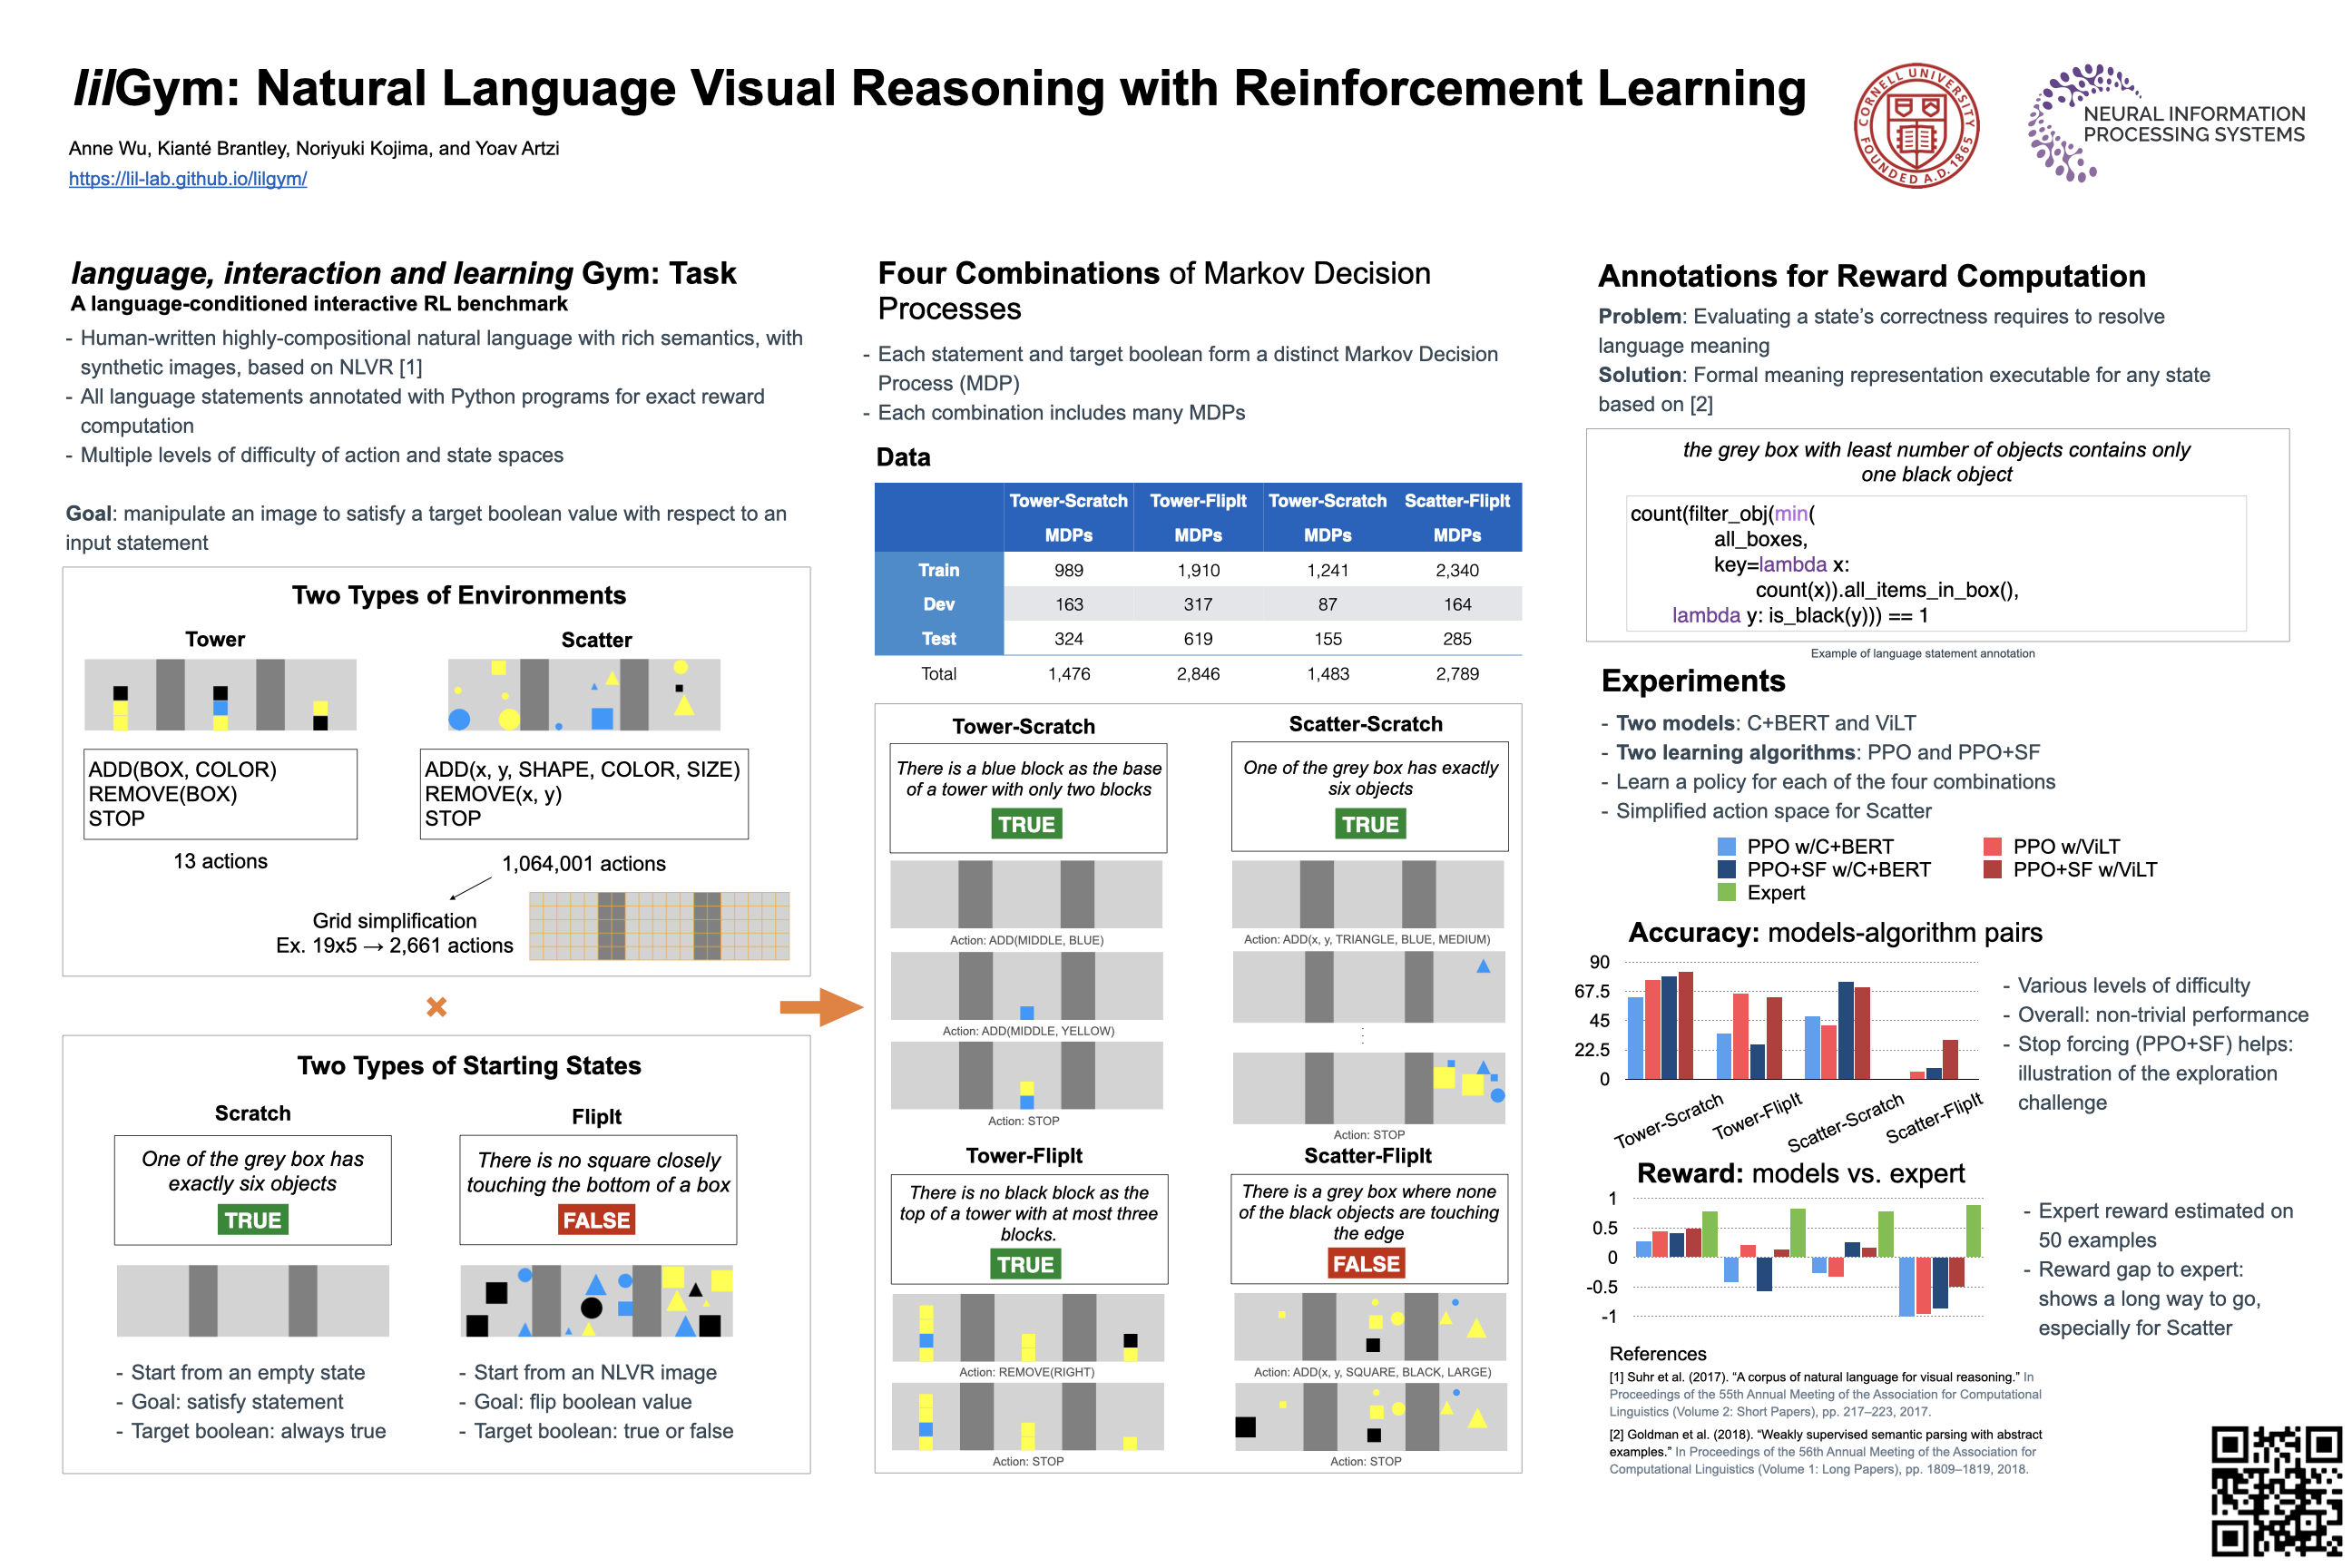 lilGym: Natural Language Visual Reasoning with Reinforcement Learning
Anne Wu, Kianté Brantley, Noriyuki Kojima, and Yoav Artzi
https://lil-lab.github.io/lilgym/
CORNELL UNIVERSITY
FOUNDED A.D. 1865
NEURAL INFORMATION
PROCESSING SYSTEMS
language, interaction and learning Gym: Task
A language-conditioned interactive RL benchmark
- Human-written highly-compositional natural language with rich semantics, with
synthetic images, based on NLVR [1]
- All language statements annotated with Python programs for exact reward
computation
- Multiple levels of difficulty of action and state spaces
Goal: manipulate an image to satisfy a target boolean value with respect to an
input statement
Two Types of Environments
Tower
Scatter
ADD(BOX, COLOR)
REMOVE(BOX)
STOP
ADD(x, y, SHAPE, COLOR, SIZE)
REMOVE(x, y)
STOP
13 actions
1,064,001 actions
Grid simplification
Ex. 19x5 → 2,661 actions
×
Two Types of Starting States
Scratch
One of the grey box has
exactly six objects
TRUE
- Start from an empty state
- Goal: satisfy statement
- Target boolean: always true
FlipIt
There is no square closely
touching the bottom of a box
FALSE
- Start from an NLVR image
- Goal: flip boolean value
- Target boolean: true or false
Four Combinations of Markov Decision
Processes
- Each statement and target boolean form a distinct Markov Decision
Process (MDP)
- Each combination includes many MDPs
Data
Tower-Scratch Tower-FlipIt Tower-Scratch Scatter-FlipIt
MDPs MDPs MDPs MDPs
Train 989 1,910 1,241 2,340
Dev 163 317 87 164
Test 324 619 155 285
Total 1,476 2,846 1,483 2,789
Tower-Scratch
There is a blue block as the base
of a tower with only two blocks
TRUE
Action: ADD(MIDDLE, BLUE)
Action: ADD(MIDDLE, YELLOW)
Action: STOP
Scatter-Scratch
One of the grey box has exactly
six objects
TRUE
Action: ADD(x, y, TRIANGLE, BLUE, MEDIUM)
⋮
Action: STOP
Tower-FlipIt
There is no black block as the
top of a tower with at most three
blocks.
TRUE
Action: REMOVE(RIGHT)
Action: STOP
Scatter-FlipIt
There is a grey box where none
of the black objects are touching
the edge
FALSE
Action: ADD(x, y, SQUARE, BLACK, LARGE)
Action: STOP
Annotations for Reward Computation
Problem: Evaluating a state's correctness requires to resolve
language meaning
Solution: Formal meaning representation executable for any state
based on [2]
the grey box with least number of objects contains only
one black object
count(filter_obj(min(
all_boxes,
key=lambda x:
count(x)).all_items_in_box(),
lambda y: is_black(y))) == 1
Example of language statement annotation
Experiments
- Two models: C+BERT and ViLT
- Two learning algorithms: PPO and PPO+SF
- Learn a policy for each of the four combinations
- Simplified action space for Scatter
PPO w/C+BERT
PPO w/ViLT
PPO+SF w/C+BERT
PPO+SF w/ViLT
Expert
Accuracy: models-algorithm pairs
90
67.5
45
22.5
0
Tower-Scratch
Tower-FlipIt
Scatter-Scratch
Scatter-FlipIt
- Various levels of difficulty
- Overall: non-trivial performance
- Stop forcing (PPO+SF) helps:
illustration of the exploration
challenge
Reward: models vs. expert
1
0.5
0
-0.5
-1
- Expert reward estimated on
50 examples
- Reward gap to expert:
shows a long way to go,
especially for Scatter
References
[1] Suhr et al. (2017). “A corpus of natural language for visual reasoning.” In
Proceedings of the 55th Annual Meeting of the Association for Computational
Linguistics (Volume 2: Short Papers), pp. 217–223, 2017.
[2] Goldman et al. (2018). “Weakly supervised semantic parsing with abstract
examples.” In Proceedings of the 56th Annual Meeting of the Association for
Computational Linguistics (Volume 1: Long Papers), pp. 1809–1819, 2018.